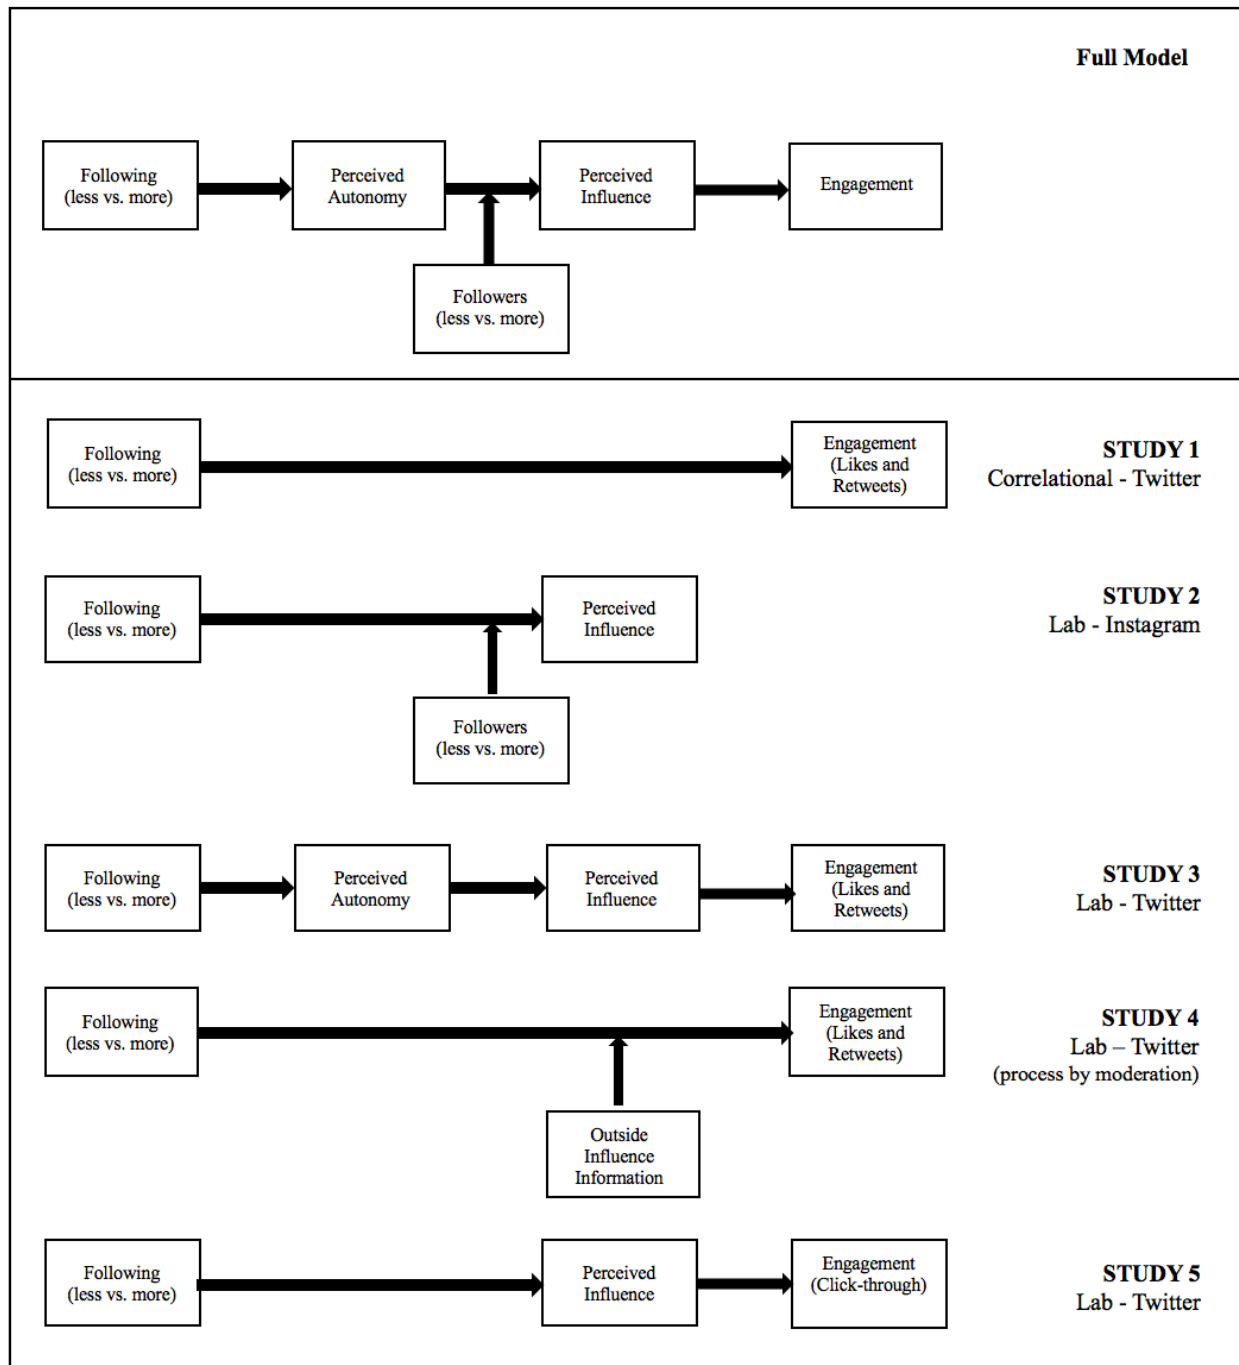 Full Model
Following
(less vs. more)
Perceived
Autonomy
Perceived
Influence
Engagement
Followers
(less vs. more)
Following
(less vs. more)
Engagement
(Likes and
Retweets)
STUDY 1
Correlational - Twitter
Following
(less vs. more)
Perceived
Influence
STUDY 2
Lab - Instagram
Followers
(less vs. more)
Following
(less vs. more)
Perceived
Autonomy
Perceived
Influence
Engagement
(Likes and
Retweets)
STUDY 3
Lab - Twitter
Following
(less vs. more)
Engagement
(Likes and
Retweets)
STUDY 4
Lab – Twitter
(process by moderation)
Outside
Influence
Information
Following
(less vs. more)
Perceived
Influence
Engagement
(Click-through)
STUDY 5
Lab - Twitter